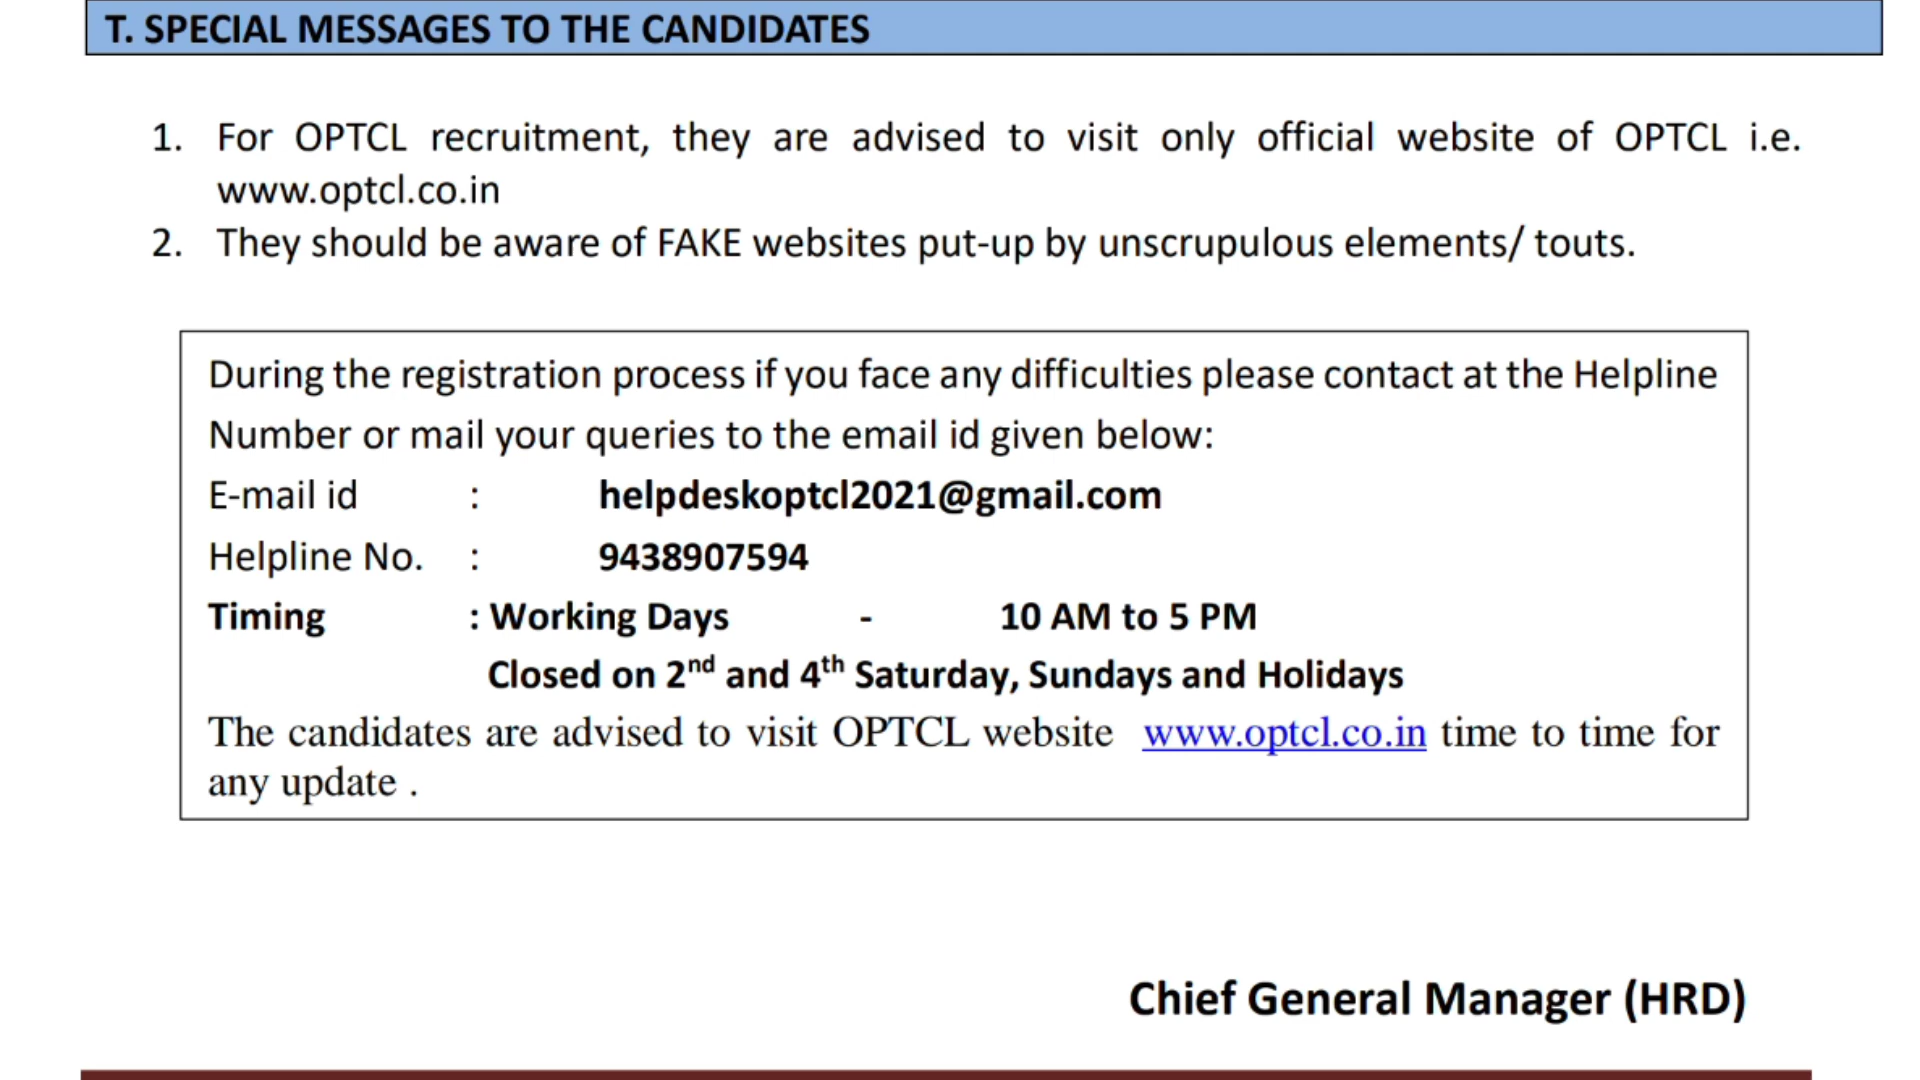 T. SPECIAL MESSAGES TO THE CANDIDATES
1. For OPTCL recruitment, they are advised to visit only official website of OPTCL i.e.
www.optcl.co.in
2. They should be aware of FAKE websites put-up by unscrupulous elements/ touts.
During the registration process if you face any difficulties please contact at the Helpline
Number or mail your queries to the email id given below:
E-mail id : helpdeskoptcl2021@gmail.com
Helpline No. : 9438907594
Timing : Working Days - 10 AM to 5 PM
Closed on 2nd and 4th Saturday, Sundays and Holidays
The candidates are advised to visit OPTCL website www.optcl.co.in time to time for
any update .
Chief General Manager (HRD)